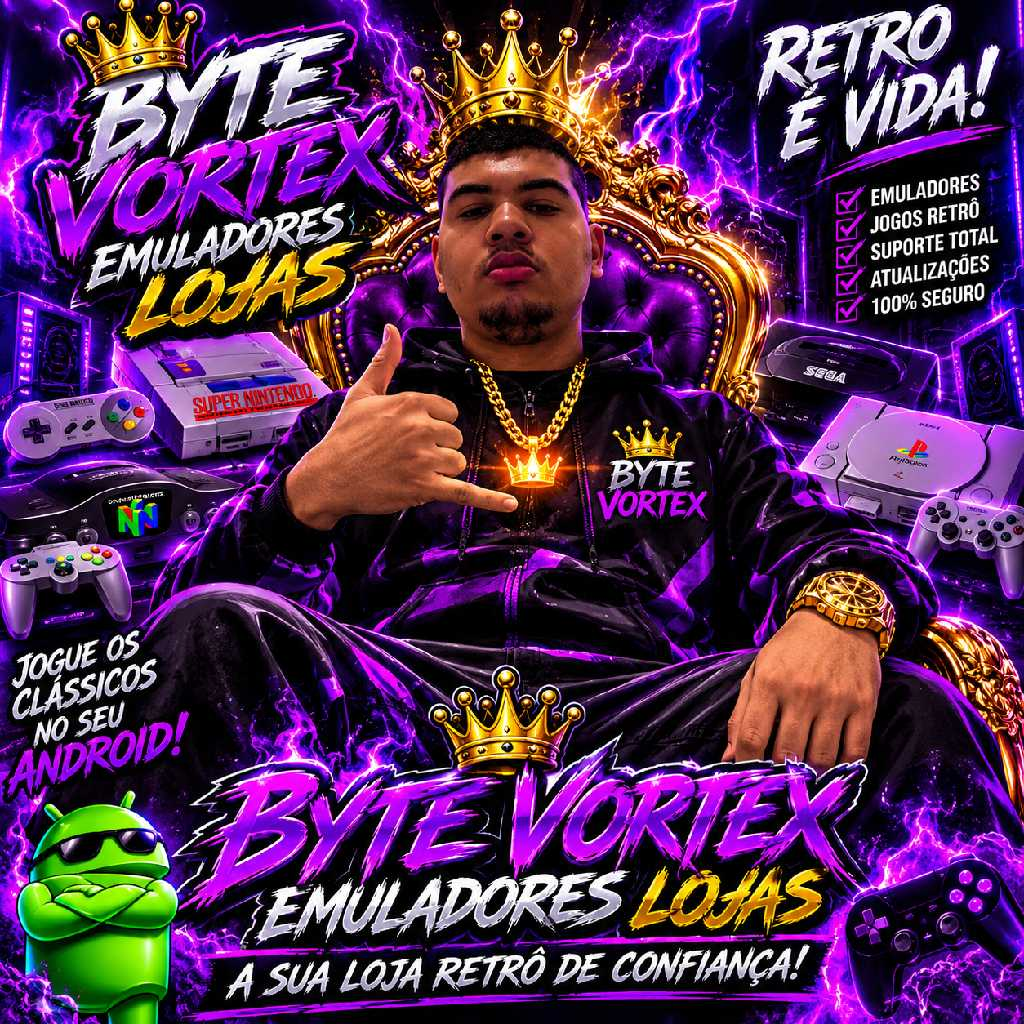 BYTE
VORTEX
EMULADORES
LOJAS
RETRO
É VIDA!
EMULADORES
JOGOS RETRÔ
SUPORTE TOTAL
ATUALIZAÇÕES
100% SEGURO
SUPER NINTENDO
SEGA
PlayStation
BYTE
VORTEX
JOGUE OS
CLÁSSICOS
NO SEU
ANDROID!
BYTE VORTEX
EMULADORES LOJAS
A SUA LOJA RETRÔ DE CONFIANÇA!